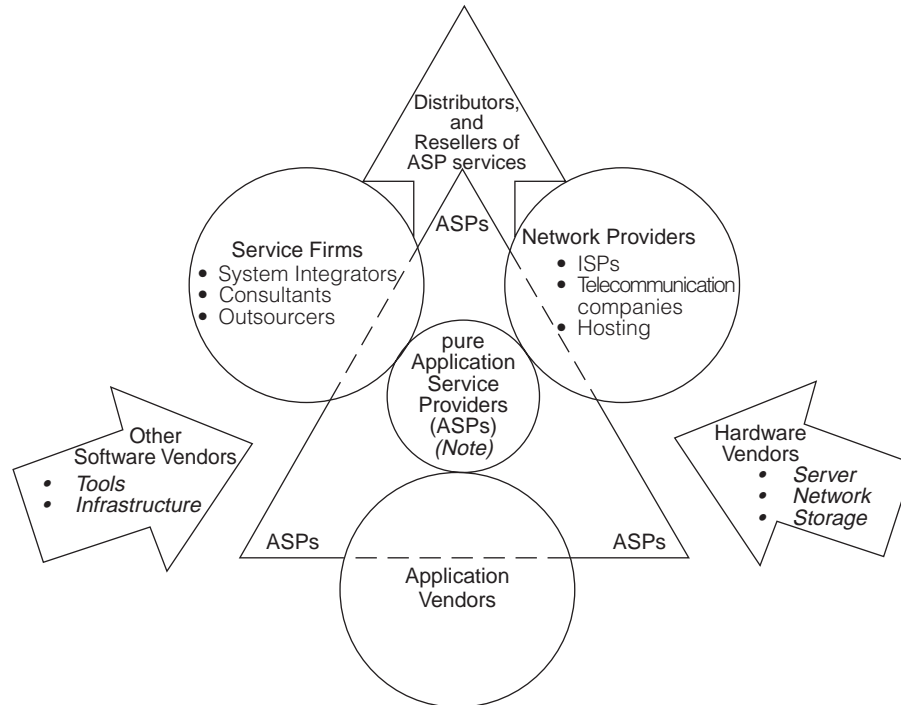 Distributors,
and
Resellers of
ASP services
ASPs
Service Firms
• System Integrators
• Consultants
• Outsourcers
Network Providers
• ISPs
• Telecommunication
companies
• Hosting
pure
Application
Service
Providers
(ASPs)
(Note)
Other
Software Vendors
• Tools
• Infrastructure
Hardware
Vendors
• Server
• Network
• Storage
ASPs
ASPs
Application
Vendors